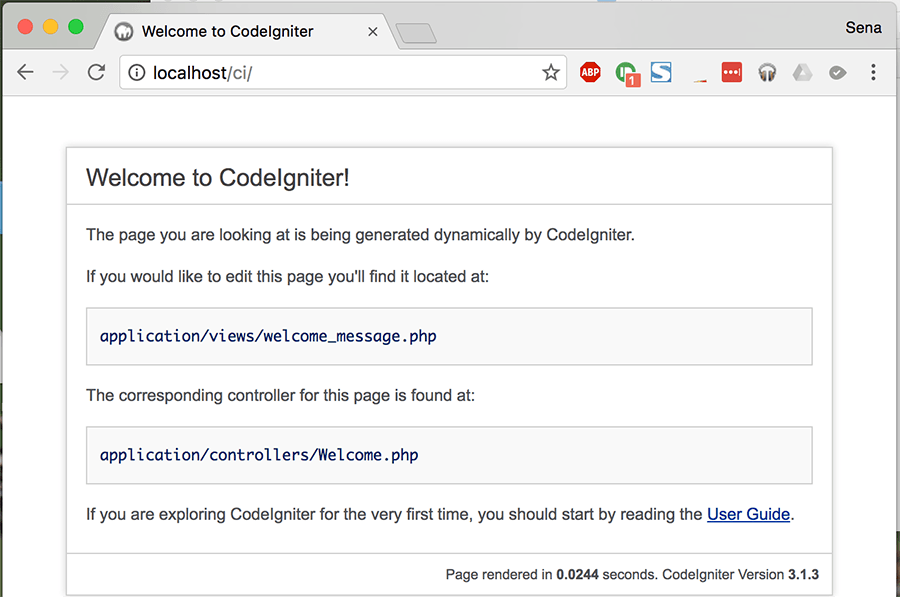 Welcome to CodeIgniter
Sena
localhost/ci/
ABP
1
Welcome to CodeIgniter!
The page you are looking at is being generated dynamically by CodeIgniter.
If you would like to edit this page you'll find it located at:
application/views/welcome_message.php
The corresponding controller for this page is found at:
application/controllers/Welcome.php
If you are exploring CodeIgniter for the very first time, you should start by reading the User Guide.
Page rendered in 0.0244 seconds. CodeIgniter Version 3.1.3